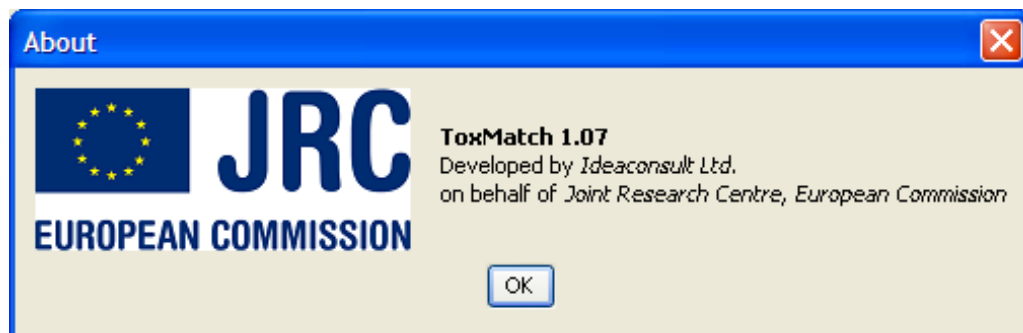 About
JRC
EUROPEAN COMMISSION
ToxMatch 1.07
Developed by Ideaconsult Ltd.
on behalf of Joint Research Centre, European Commission
OK